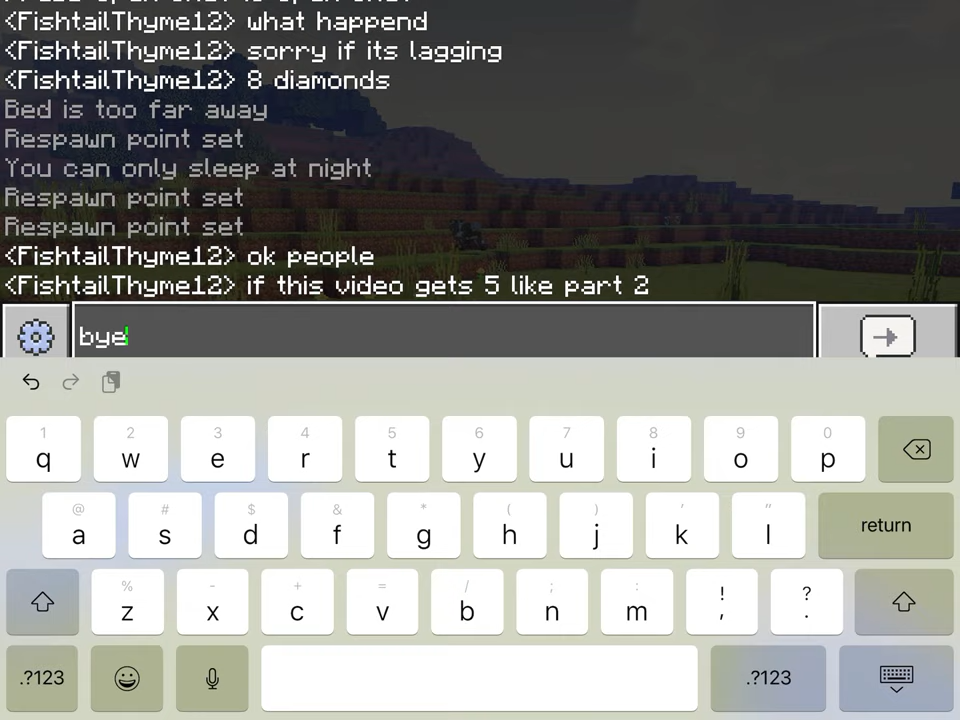 <FishtailThyme12> what happend
<FishtailThyme12> sorry if its lagging
<FishtailThyme12> 8 diamonds
Bed is too far away
Respawn point set
You can only sleep at night
Respawn point set
Respawn point set
<FishtailThyme12> ok people
<FishtailThyme12> if this video gets 5 like part 2
bye
1 2 3 4 5 6 7 8 9 0
q w e r t y u i o p
@ # $ & * ( ) ' "
a s d f g h j k l return
% - + = / ; : ! ?
z x c v b n m , .
.?123 .?123